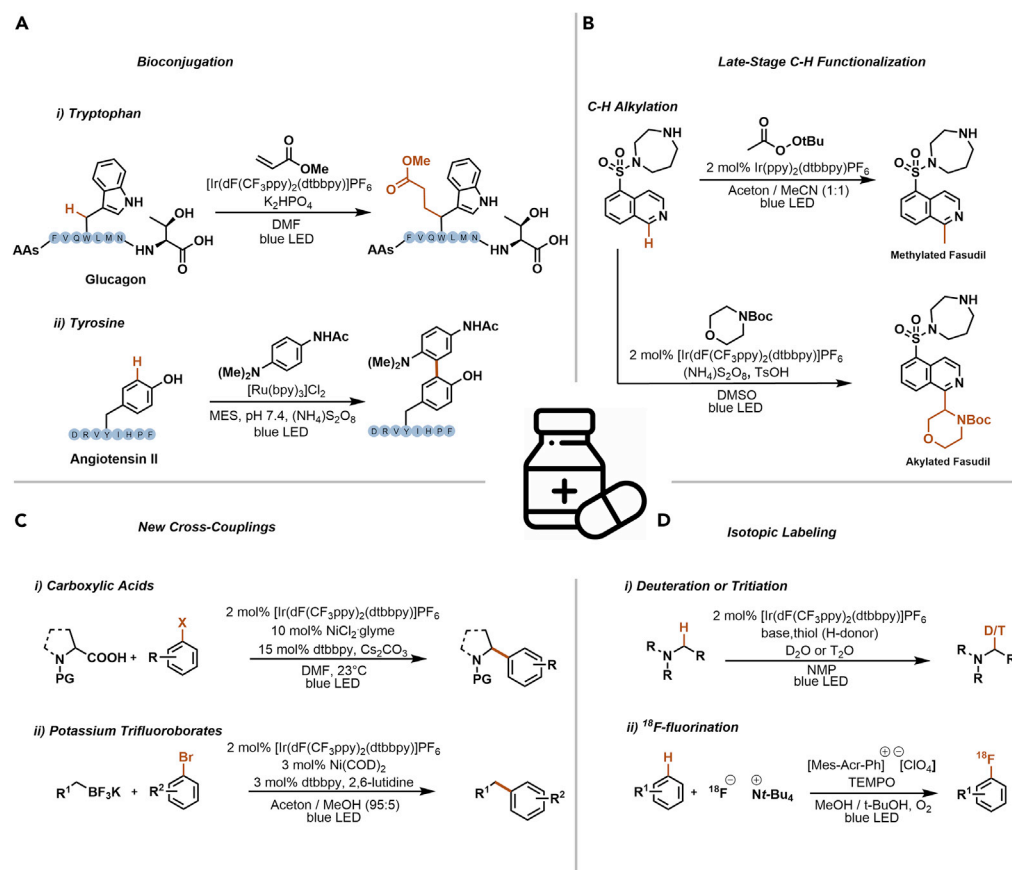 A
Bioconjugation
i) Tryptophan
O
OMe
[Ir(dF(CF3ppy)2(dtbbpy)]PF6
K2HPO4
DMF
blue LED
H
NH
OH
AAs
F V Q W L M N
HN
OH
O
Glucagon
OMe
O
NH
OH
AAs
F V Q W L M N
HN
OH
O
ii) Tyrosine
H
OH
D R V Y I H P F
Angiotensin II
NHAc
(Me)2N
[Ru(bpy)3]Cl2
MES, pH 7.4, (NH4)S2O8
blue LED
NHAc
(Me)2N
OH
D R V Y I H P F
B
Late-Stage C-H Functionalization
C-H Alkylation
NH
O
O
S
N
N
H
O
OtBu
O
2 mol% Ir(ppy)2(dtbbpy)PF6
Aceton / MeCN (1:1)
blue LED
NH
O
O
S
N
N
Methylated Fasudil
NBoc
O
2 mol% [Ir(dF(CF3ppy)2(dtbbpy)]PF6
(NH4)S2O8, TsOH
DMSO
blue LED
NH
O
O
S
N
N
NBoc
O
Akylated Fasudil
C
New Cross-Couplings
i) Carboxylic Acids
N
PG
COOH
+
X
R
2 mol% [Ir(dF(CF3ppy)2(dtbbpy)]PF6
10 mol% NiCl2·glyme
15 mol% dtbbpy, Cs2CO3
DMF, 23°C
blue LED
N
PG
R
ii) Potassium Trifluoroborates
R1
BF3K
+
Br
R2
2 mol% [Ir(dF(CF3ppy)2(dtbbpy)]PF6
3 mol% Ni(COD)2
3 mol% dtbbpy, 2,6-lutidine
Aceton / MeOH (95:5)
blue LED
R1
R2
D
Isotopic Labeling
i) Deuteration or Tritiation
H
R
N
R
R
2 mol% [Ir(dF(CF3ppy)2(dtbbpy)]PF6
base,thiol (H-donor)
D2O or T2O
NMP
blue LED
D/T
R
N
R
R
ii) 18F-fluorination
H
R1
+
18F
−
+
Nt-Bu4
[Mes-Acr-Ph]+ −[ClO4]
TEMPO
MeOH / t-BuOH, O2
blue LED
18F
R1